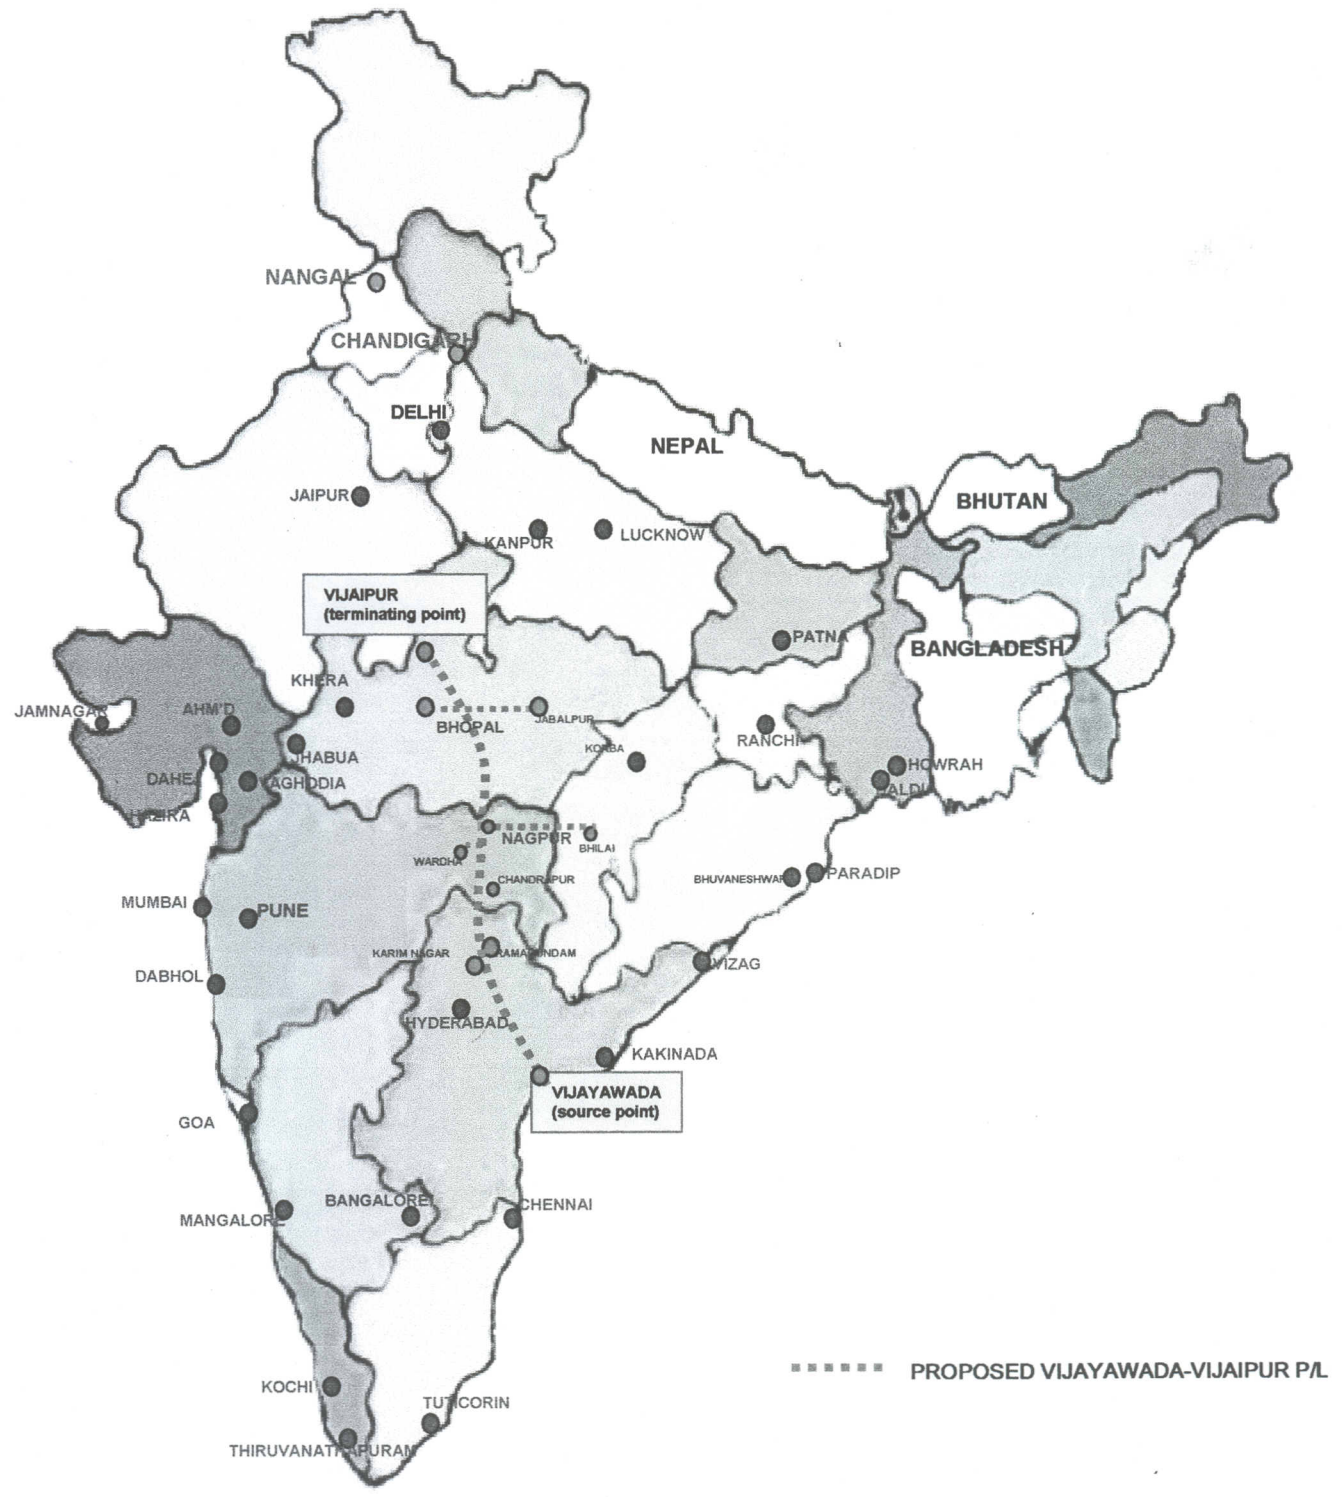 NANGAL
CHANDIGARH
DELHI
NEPAL
JAIPUR
BHUTAN
KANPUR
LUCKNOW
VIJAIPUR
(terminating point)
PATNA
BANGLADESH
KHERA
JAMNAGAR
AHM'D
BHOPAL
JABALPUR
JHABUA
KORBA
RANCHI
HOWRAH
DAHEJ
VAGHODIA
HALDIA
HAZIRA
NAGPUR
BHILAI
WARDHA
CHANDRAPUR
BHUVANESHWAR
PARADIP
MUMBAI
PUNE
KARIM NAGAR
RAMAGUNDAM
VIZAG
DABHOL
HYDERABAD
KAKINADA
VIJAYAWADA
(source point)
GOA
BANGALORE
CHENNAI
MANGALORE
PROPOSED VIJAYAWADA-VIJAIPUR P/L
KOCHI
TUTICORIN
THIRUVANATHAPURAM